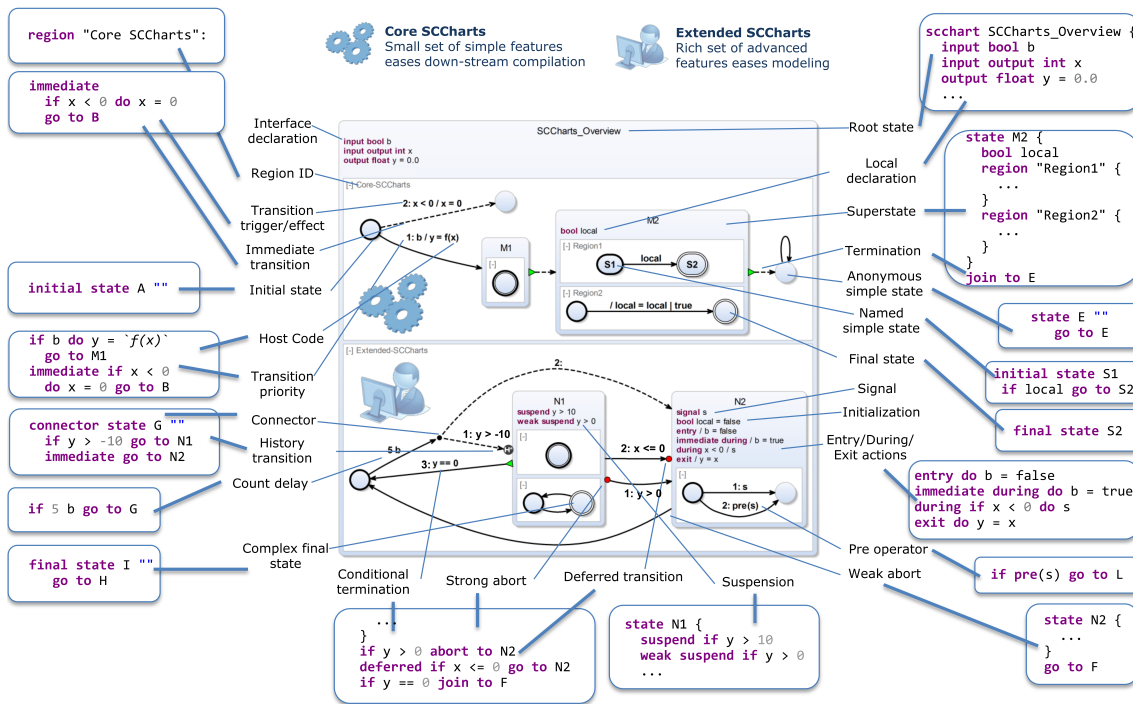 region "Core SCCharts":
immediate
if x < 0 do x = 0
go to B
Core SCCharts
Small set of simple features
eases down-stream compilation
Extended SCCharts
Rich set of advanced
features eases modeling
scchart SCCharts_Overview {
input bool b
input output int x
output float y = 0.0
...
Interface
declaration
Region ID
Transition
trigger/effect
Immediate
transition
Initial state
Host Code
Transition
priority
Connector
History
transition
Count delay
Complex final
state
initial state A ""
if b do y = `f(x)`
go to M1
immediate if x < 0
do x = 0 go to B
connector state G ""
if y > -10 go to N1
immediate go to N2
if 5 b go to G
final state I ""
go to H
SCCharts_Overview
input bool b
input output int x
output float y = 0.0
[-] Core-SCCharts
2: x < 0 / x = 0
1: b / y = f(x)
M1
[-]
M2
bool local
[-] Region1
S1
local
S2
[-] Region2
/ local = local | true
[-] Extended-SCCharts
2:
1: y > -10
5 b
H
3: y == 0
N1
suspend y > 10
weak suspend y > 0
[-]
[-]
2: x <= 0
1: y > 0
N2
signal s
bool local = false
entry / b = false
immediate during / b = true
during x < 0 / s
exit / y = x
[-]
1: s
2: pre(s)
Root state
Local
declaration
Superstate
Termination
Anonymous
simple state
Named
simple state
Final state
Signal
Initialization
Entry/During/
Exit actions
Pre operator
Weak abort
state M2 {
bool local
region "Region1" {
...
}
region "Region2" {
...
}
}
join to E
state E ""
go to E
initial state S1
if local go to S2
final state S2
entry do b = false
immediate during do b = true
during if x < 0 do s
exit do y = x
if pre(s) go to L
state N2 {
...
}
go to F
Conditional
termination
Strong abort
Deferred transition
Suspension
...
}
if y > 0 abort to N2
deferred if x <= 0 go to N2
if y == 0 join to F
state N1 {
suspend if y > 10
weak suspend if y > 0
...